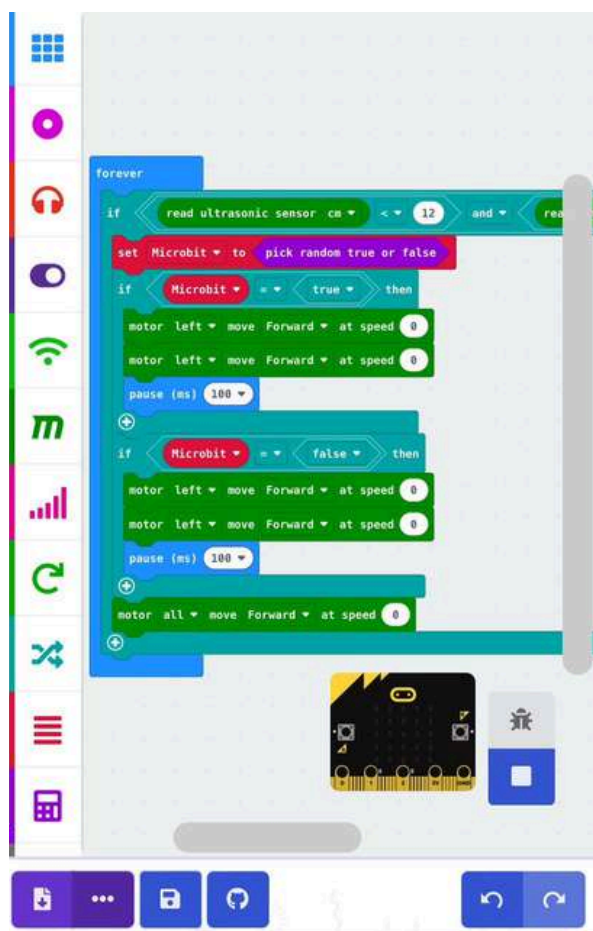 forever
if read ultrasonic sensor cm < 12 and
set Microbit to pick random true or false
if Microbit = true then
motor left move Forward at speed 0
motor left move Forward at speed 0
pause (ms) 100
if Microbit = false then
motor left move Forward at speed 0
motor left move Forward at speed 0
pause (ms) 100
motor all move Forward at speed 0